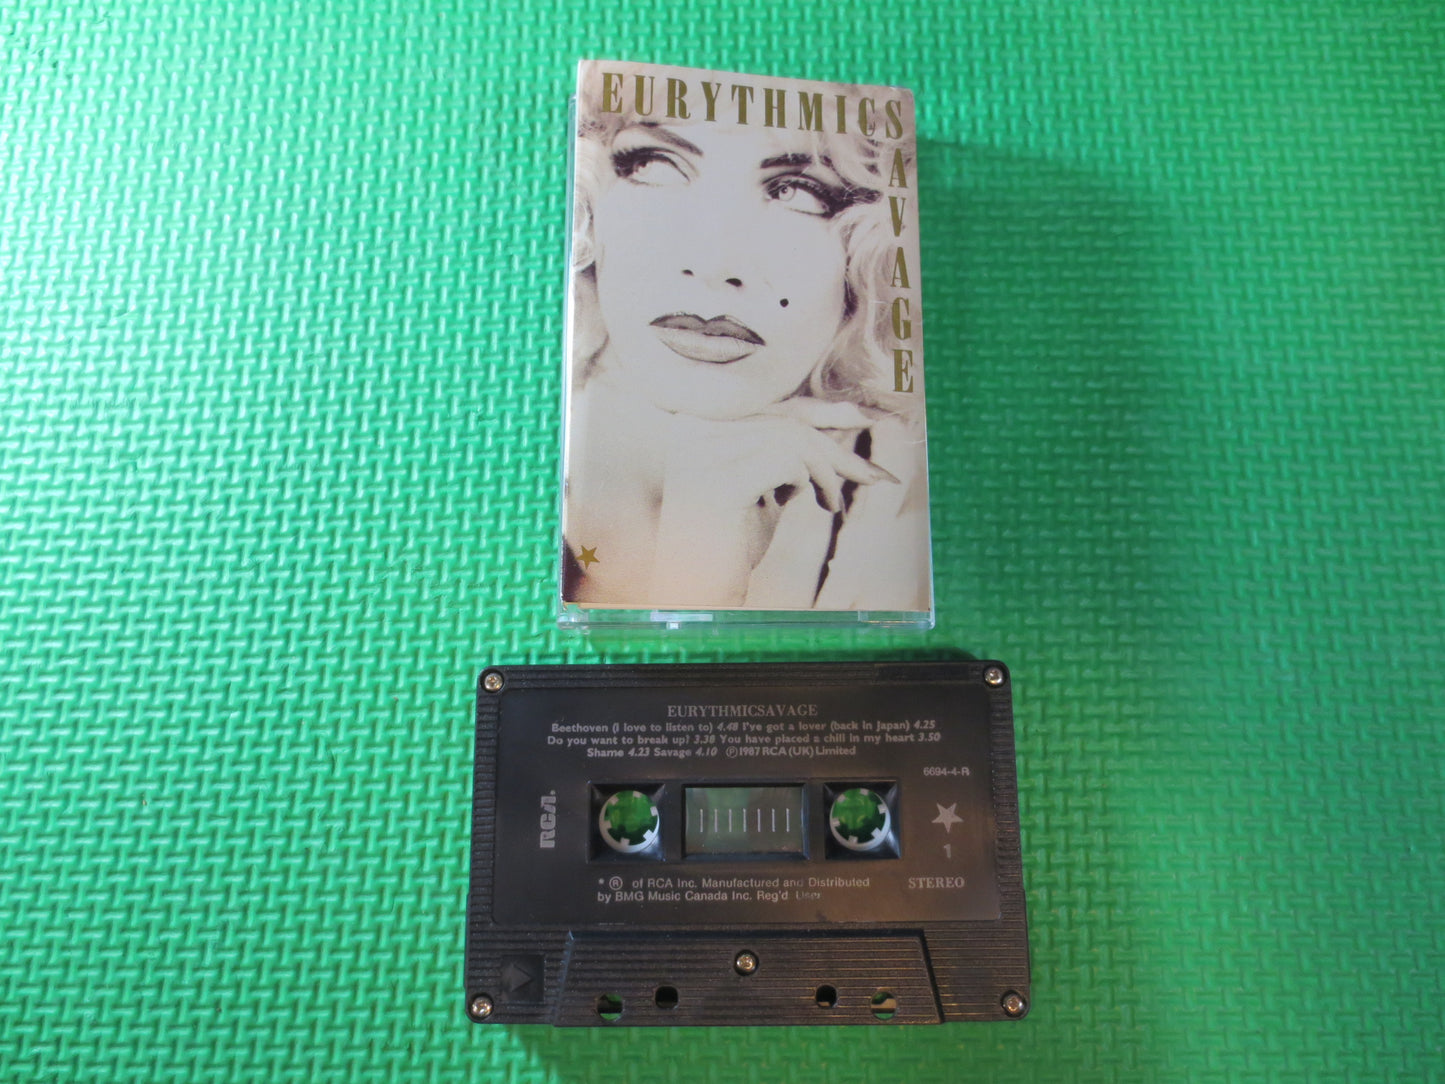 EURYTHMICS
SAVAGE
EURYTHMICSAVAGE
Beethoven (i love to listen to) 4.48 I've got a lover (back in Japan) 4.25
Do you want to break up? 3.38 You have placed a chill in my heart 3.50
Shame 4.23 Savage 4.10 ℗1987 RCA (UK) Limited
6694-4-R
RCA
1
* ® of RCA Inc. Manufactured and Distributed
by BMG Music Canada Inc. Reg'd User
STEREO